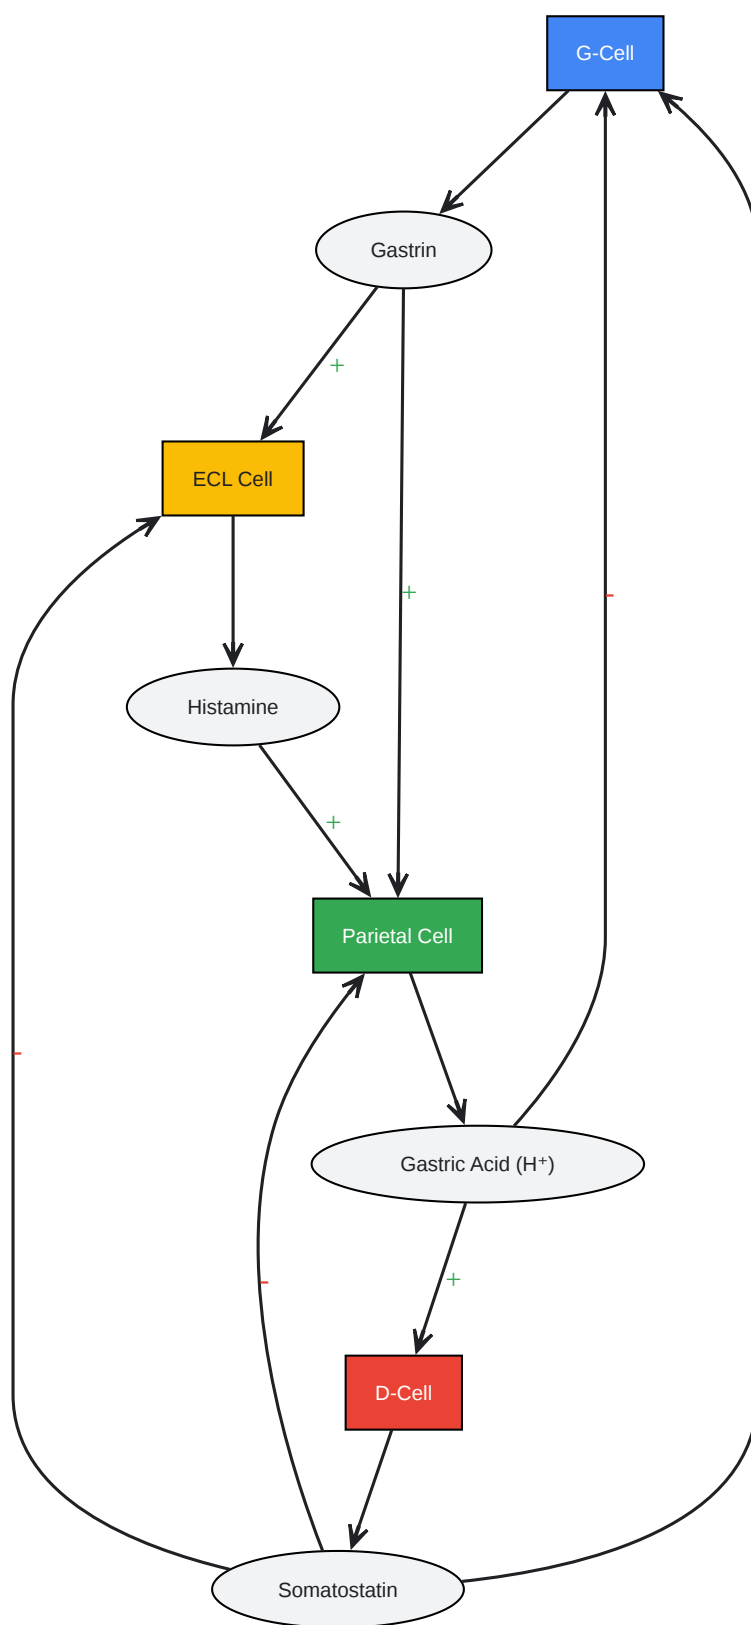 G-Cell
Gastrin
+
ECL Cell
+
-
Histamine
+
Parietal Cell
-
Gastric Acid (H⁺)
+
-
D-Cell
Somatostatin